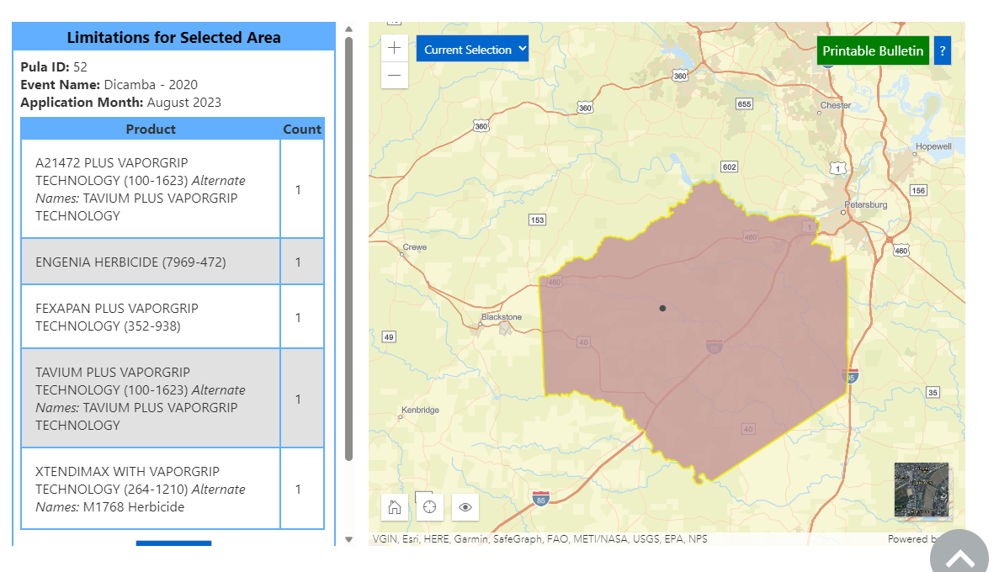 Limitations for Selected Area
Pula ID: 52
Event Name: Dicamba - 2020
Application Month: August 2023
Product Count
A21472 PLUS VAPORGRIP
TECHNOLOGY (100-1623) Alternate
Names: TAVIUM PLUS VAPORGRIP
TECHNOLOGY
1
ENGENIA HERBICIDE (7969-472) 1
FEXAPAN PLUS VAPORGRIP
TECHNOLOGY (352-938)
1
TAVIUM PLUS VAPORGRIP
TECHNOLOGY (100-1623) Alternate
Names: TAVIUM PLUS VAPORGRIP
TECHNOLOGY
1
XTENDIMAX WITH VAPORGRIP
TECHNOLOGY (264-1210) Alternate
Names: M1768 Herbicide
1
Current Selection
Printable Bulletin ?
360
655
360
Chester
360
Hopewell
602
1
156
Petersburg
153
1
460
Crewe
460
460
Blackstone
49
40
85
95
35
Kenbridge
40
85
VGIN, Esri, HERE, Garmin, SafeGraph, FAO, METI/NASA, USGS, EPA, NPS
Powered